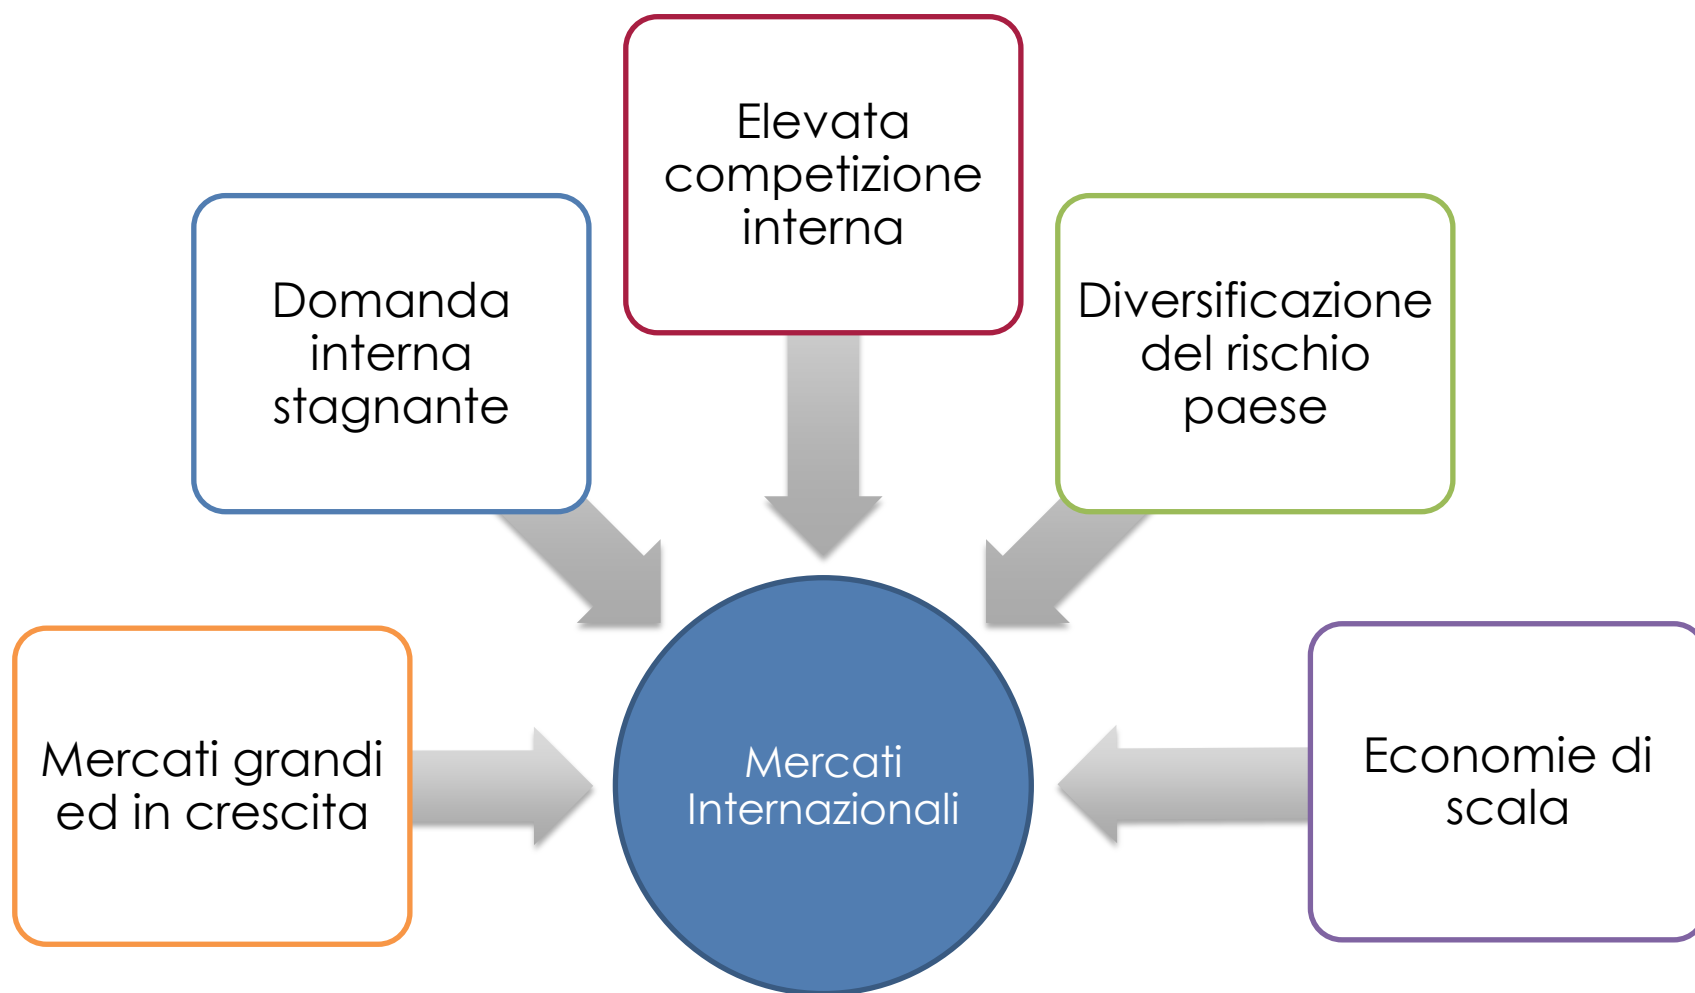 Elevata
competizione
interna
Domanda
interna
stagnante
Diversificazione
del rischio
paese
Mercati grandi
ed in crescita
Mercati
Internazionali
Economie di
scala